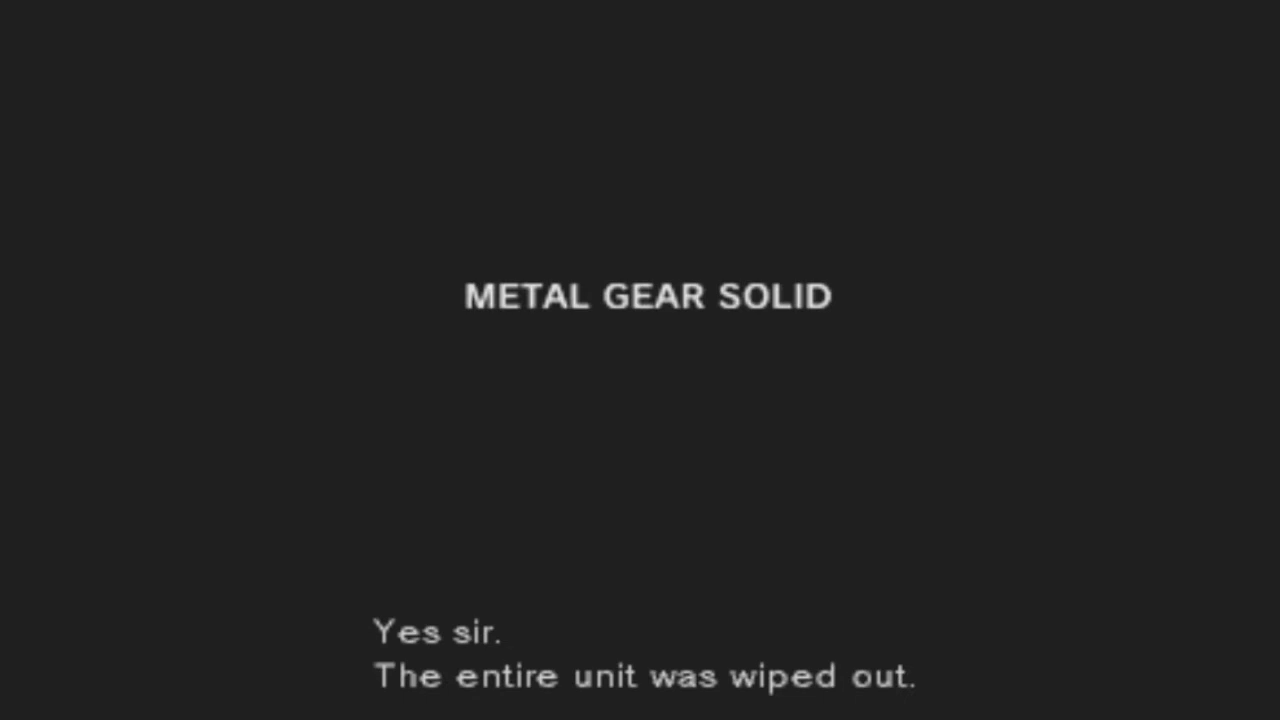 METAL GEAR SOLID
Yes sir.
The entire unit was wiped out.